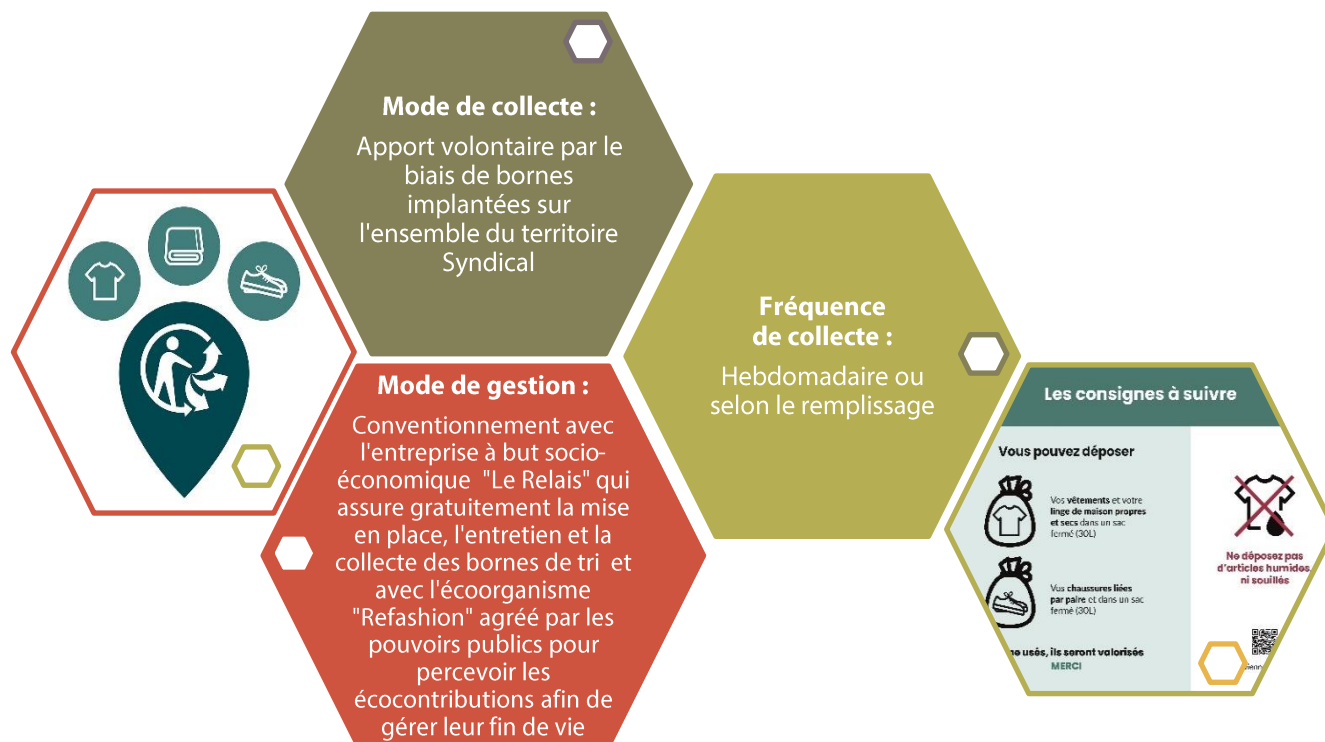 Mode de collecte :
Apport volontaire par le
biais de bornes
implantées sur
l'ensemble du territoire
Syndical
Mode de gestion :
Conventionnement avec
l'entreprise à but socio-
économique "Le Relais" qui
assure gratuitement la mise
en place, l'entretien et la
collecte des bornes de tri et
avec l'écoorganisme
"Refashion" agréé par les
pouvoirs publics pour
percevoir les
écocontributions afin de
gérer leur fin de vie
Fréquence
de collecte :
Hebdomadaire ou
selon le remplissage
Les consignes à suivre
Vous pouvez déposer
Vos vêtements et votre
linge de maison propres
et secs dans un sac
fermé (30L)
Vos chaussures liées
par paire et dans un sac
fermé (30L)
usés, ils seront valorisés
MERCI
Ne déposez pas
d'articles humides,
ni souillés